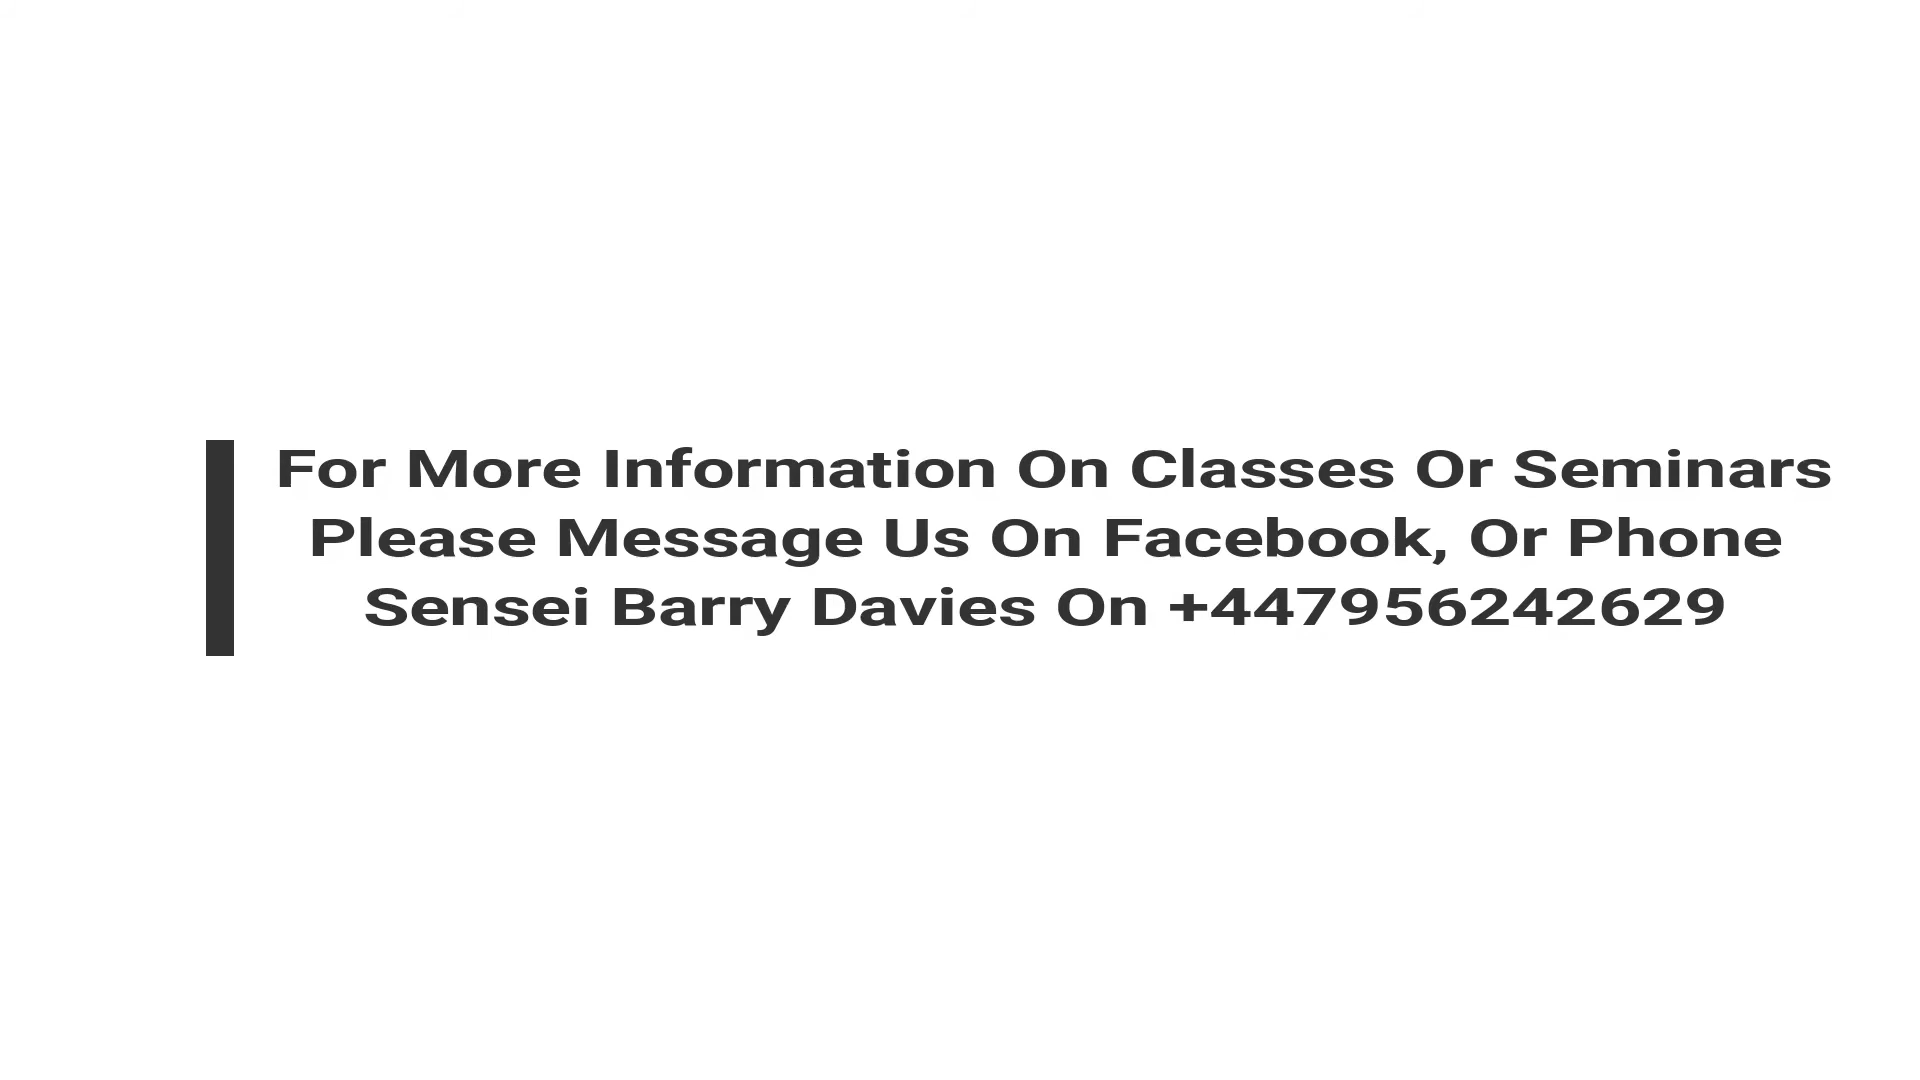 For More Information On Classes Or Seminars
Please Message Us On Facebook, Or Phone
Sensei Barry Davies On +447956242629